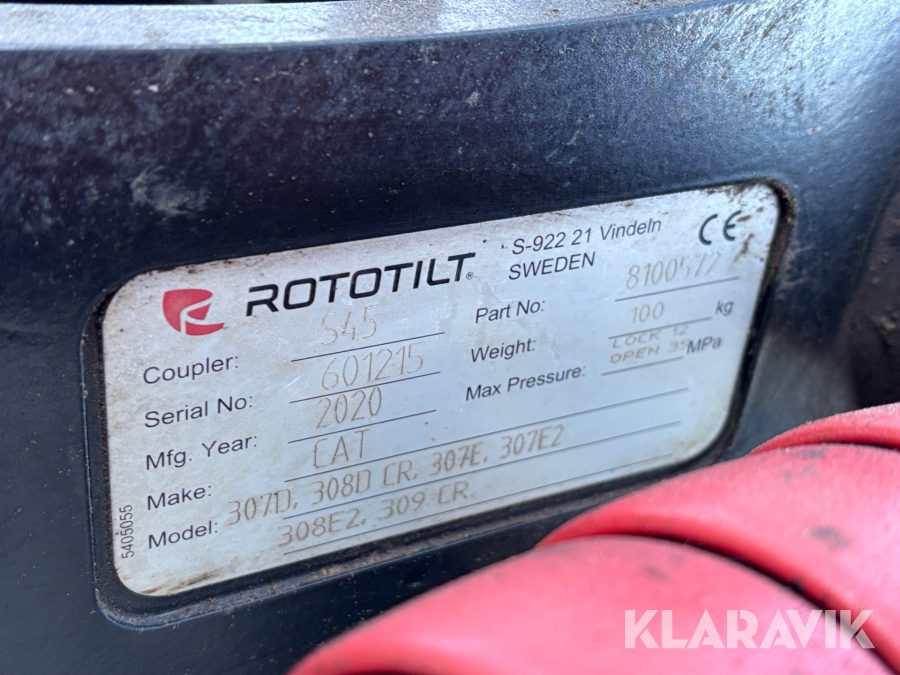 ROTOTILT®
S-922 21 Vindeln
SWEDEN
CE
Coupler: S45
Part No: 8100572
Serial No: 601215
Weight: 100 kg
Mfg. Year: 2020
Max Pressure: LOCK 12 OPEN 35 MPa
Make: CAT
Model: 307D, 308D CR, 307E, 307E2
308E2, 309 CR,
5405055
KLARAVIK